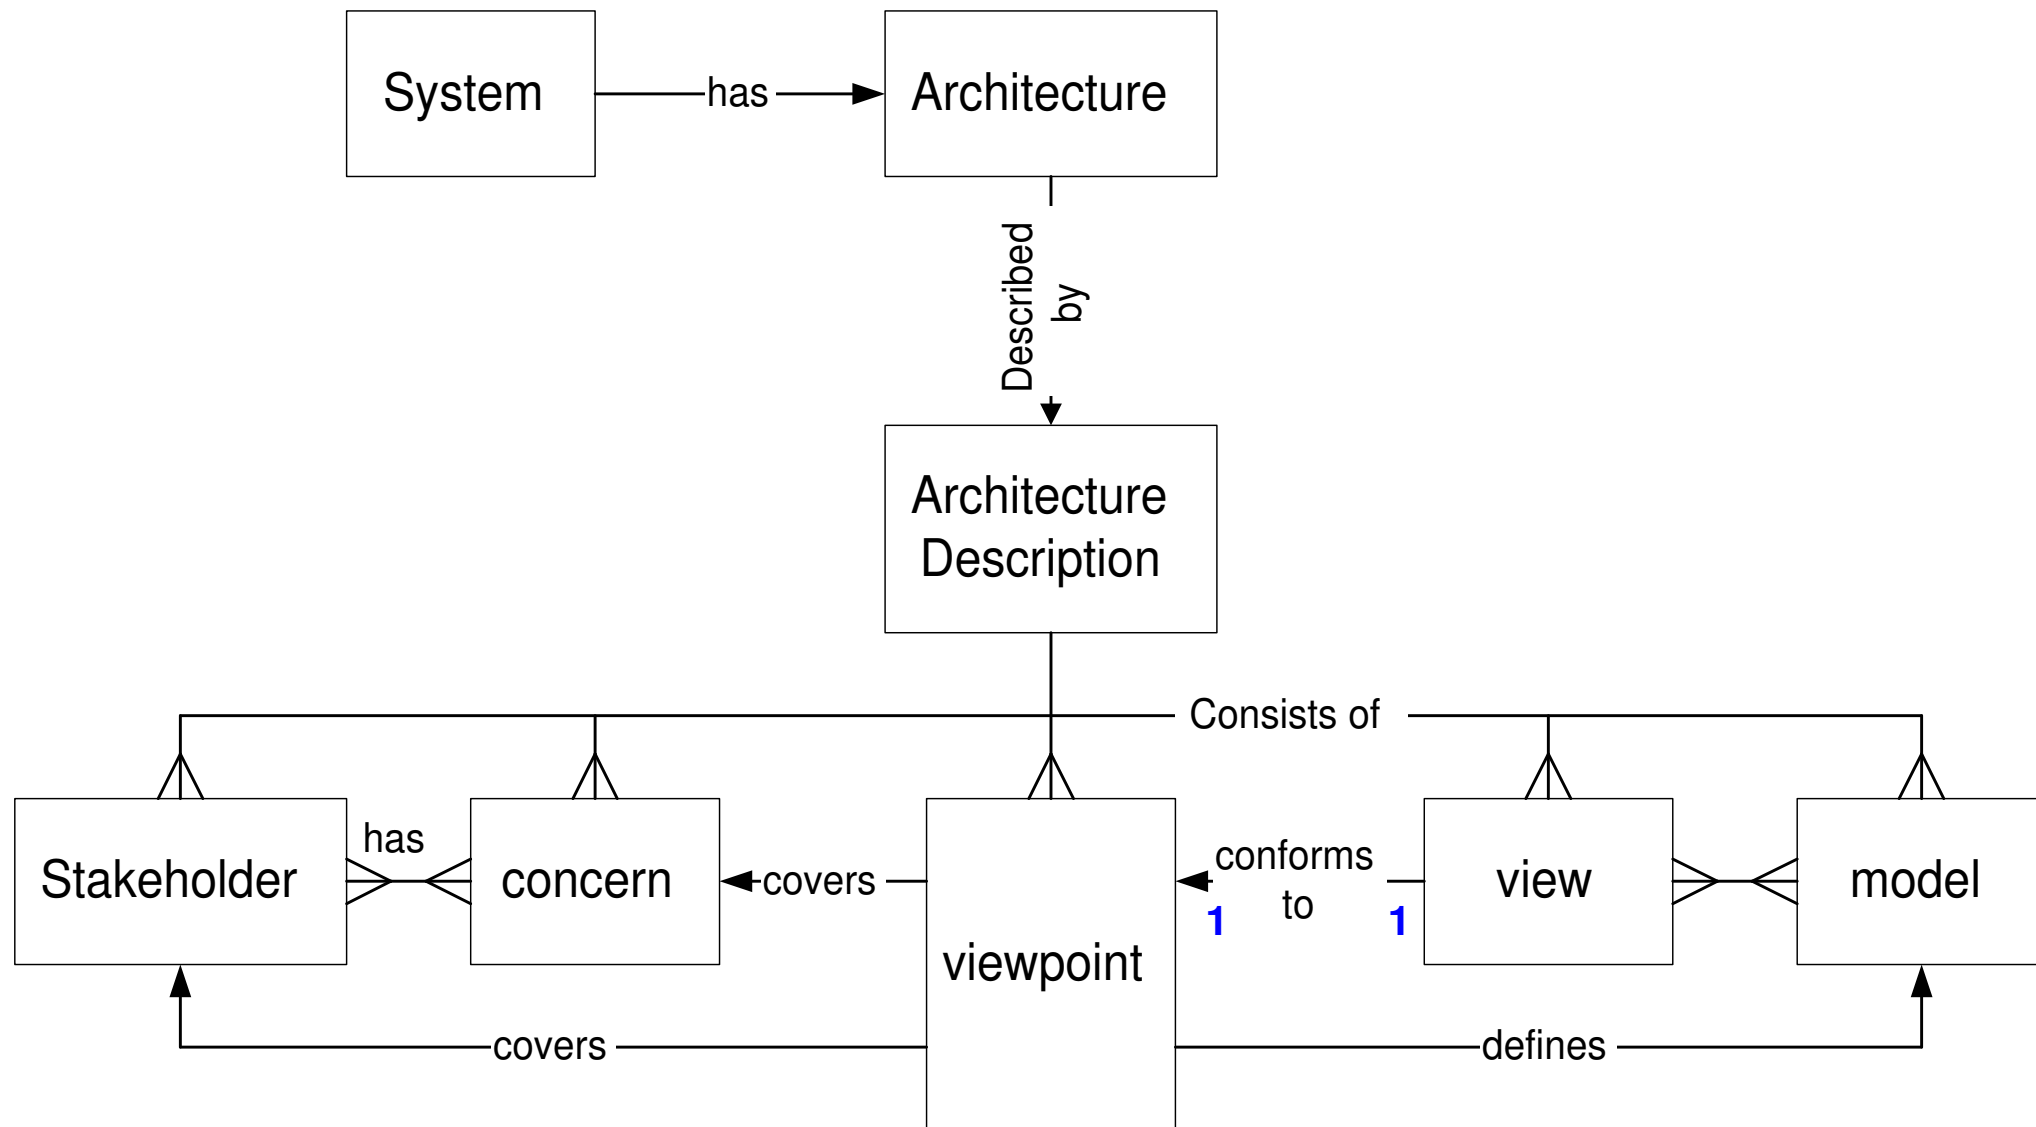 System
has
Architecture
Described
by
Architecture
Description
Consists of
Stakeholder
has
concern
covers
viewpoint
conforms
to
1
1
view
model
covers
defines